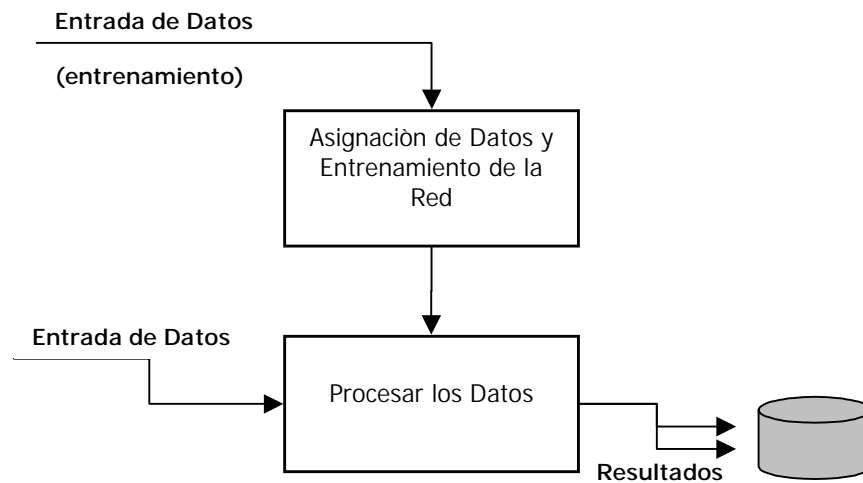 Entrada de Datos
(entrenamiento)
Asignaciòn de Datos y
Entrenamiento de la
Red
Entrada de Datos
Procesar los Datos
Resultados